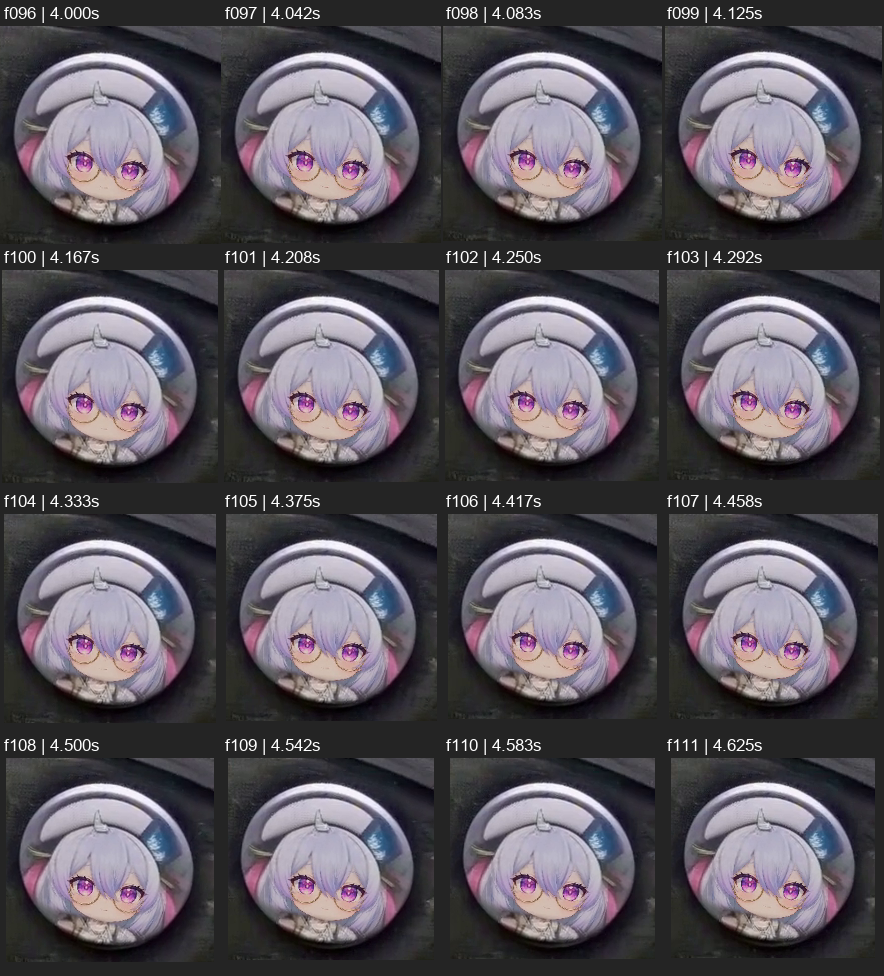 f096 | 4.000s
f097 | 4.042s
f098 | 4.083s
f099 | 4.125s
f100 | 4.167s
f101 | 4.208s
f102 | 4.250s
f103 | 4.292s
f104 | 4.333s
f105 | 4.375s
f106 | 4.417s
f107 | 4.458s
f108 | 4.500s
f109 | 4.542s
f110 | 4.583s
f111 | 4.625s